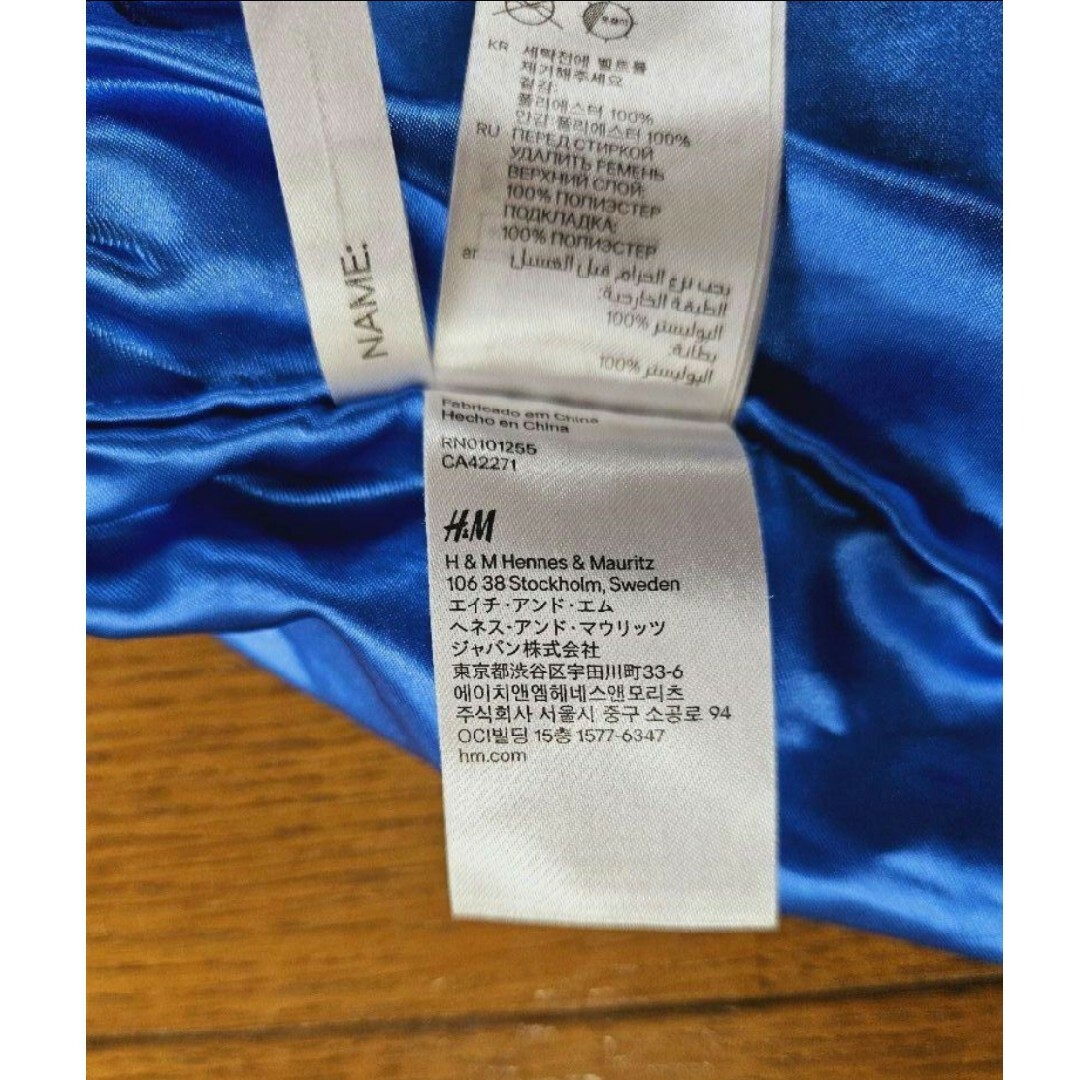 NAME:
KR 세탁전에 벨트를
제거해주세요
겉감:
폴리에스터 100%
안감:폴리에스터 100%
RU ПЕРЕД СТИРКОЙ
УДАЛИТЬ РЕМЕНЬ
ВЕРХНИЙ СЛОЙ:
100% ПОЛИЭСТЕР
ПОДКЛАДКА:
100% ПОЛИЭСТЕР
ar يجب نزع الحزام قبل الغسيل
الطبقة الخارجية:
البوليستر %100
بطانة:
البوليستر %100
Fabricado em China
Hecho en China
RN0101255
CA42271
H&M
H & M Hennes & Mauritz
106 38 Stockholm, Sweden
エイチ・アンド・エム
ヘネス・アンド・マウリッツ
ジャパン株式会社
東京都渋谷区宇田川町33-6
에이치앤엠헤네스앤모리츠
주식회사 서울시 중구 소공로 94
OCI빌딩 15층 1577-6347
hm.com